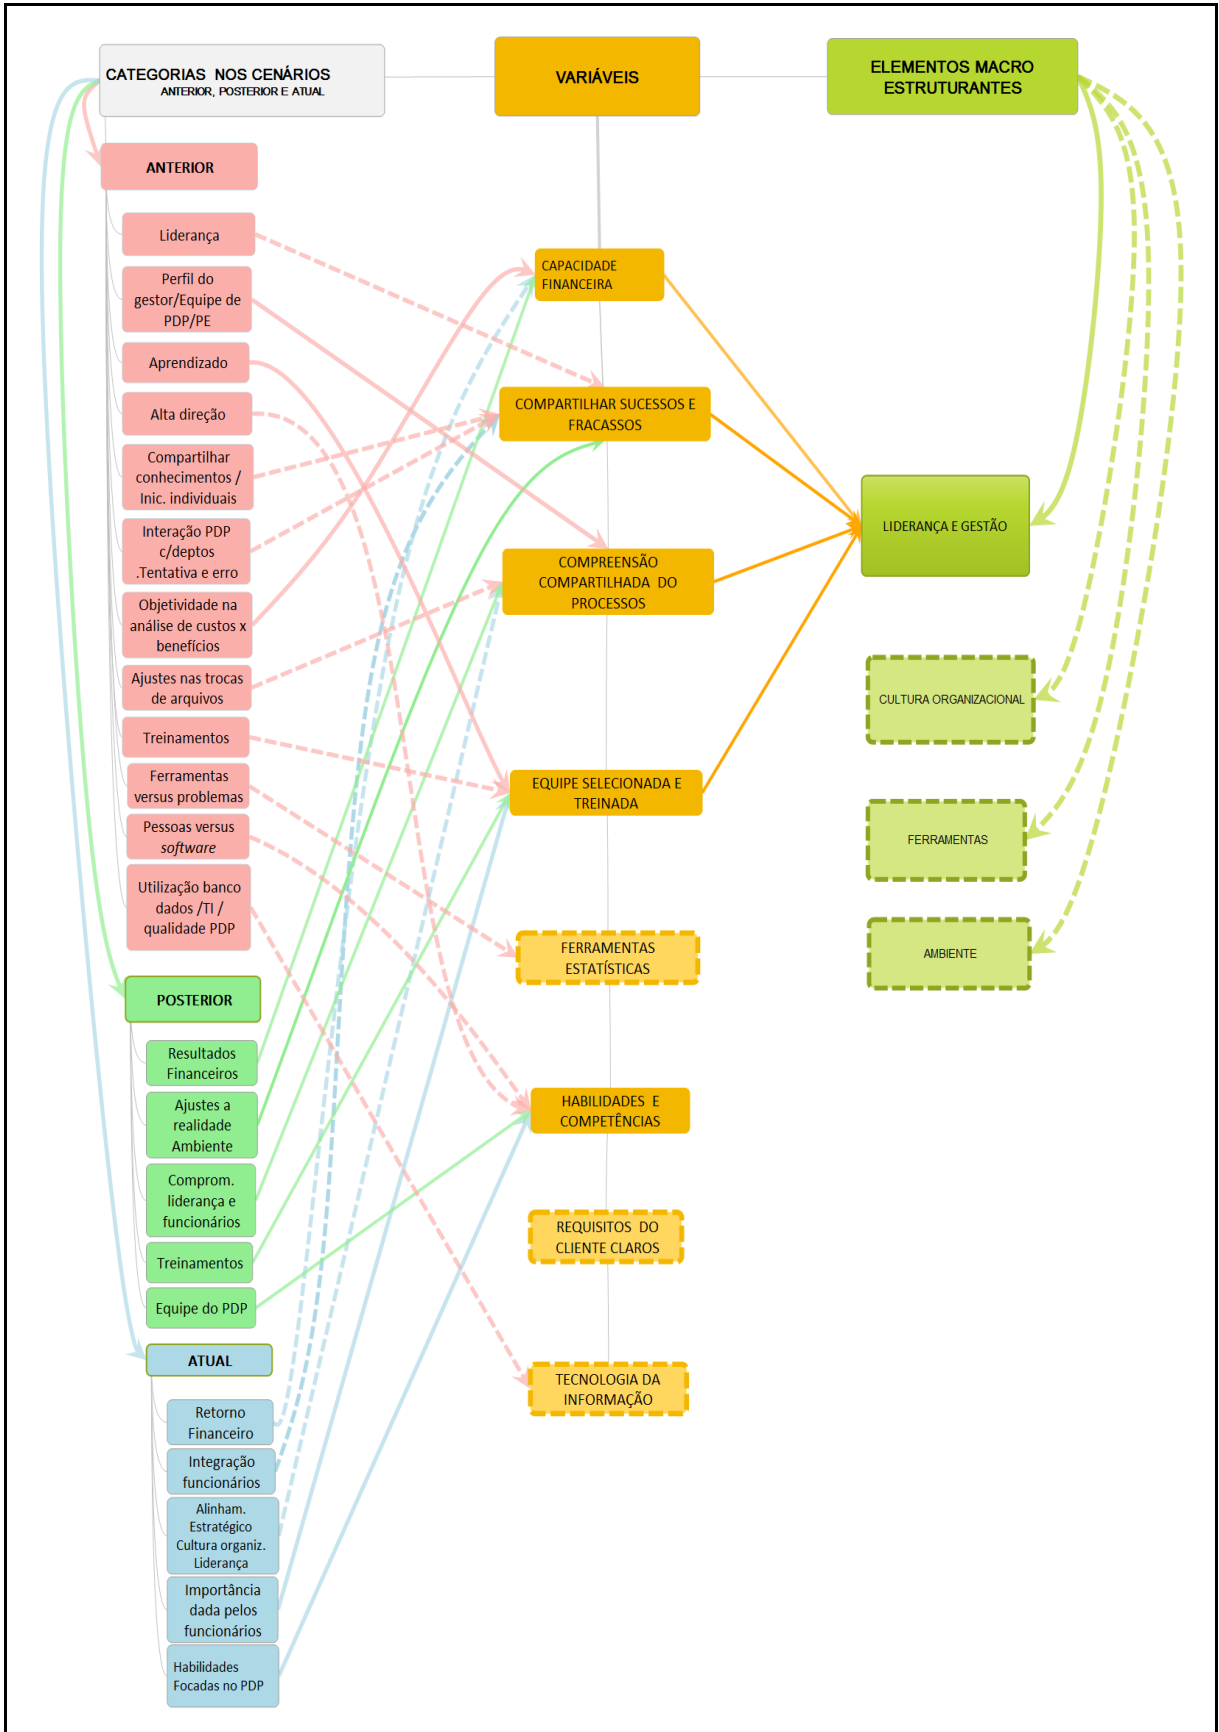 CATEGORIAS NOS CENÁRIOS
ANTERIOR, POSTERIOR E ATUAL
VARIÁVEIS
ELEMENTOS MACRO
ESTRUTURANTES
ANTERIOR
Liderança
Perfil do
gestor/Equipe de
PDP/PE
Aprendizado
Alta direção
Compartilhar
conhecimentos /
Inic. individuais
Interação PDP
c/deptos
.Tentativa e erro
Objetividade na
análise de custos x
benefícios
Ajustes nas trocas
de arquivos
Treinamentos
Ferramentas
versus problemas
Pessoas versus
software
Utilização banco
dados /TI /
qualidade PDP
POSTERIOR
Resultados
Financeiros
Ajustes a
realidade
Ambiente
Comprom.
liderança e
funcionários
Treinamentos
Equipe do PDP
ATUAL
Retorno
Financeiro
Integração
funcionários
Alinham.
Estratégico
Cultura organiz.
Liderança
Importância
dada pelos
funcionários
Habilidades
Focadas no PDP
CAPACIDADE
FINANCEIRA
COMPARTILHAR SUCESSOS E
FRACASSOS
COMPREENSÃO
COMPARTILHADA DO
PROCESSOS
EQUIPE SELECIONADA E
TREINADA
FERRAMENTAS
ESTATÍSTICAS
HABILIDADES E
COMPETÊNCIAS
REQUISITOS DO
CLIENTE CLAROS
TECNOLOGIA DA
INFORMAÇÃO
LIDERANÇA E GESTÃO
CULTURA ORGANIZACIONAL
FERRAMENTAS
AMBIENTE